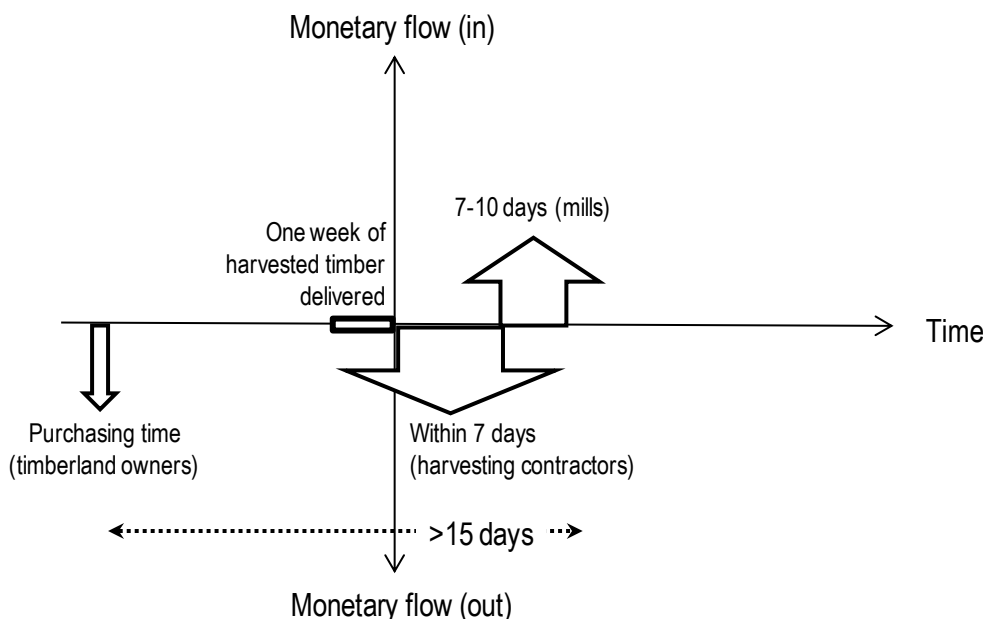 Monetary flow (in)
7-10 days (mills)
One week of
harvested timber
delivered
Time
Purchasing time
(timberland owners)
Within 7 days
(harvesting contractors)
>15 days
Monetary flow (out)